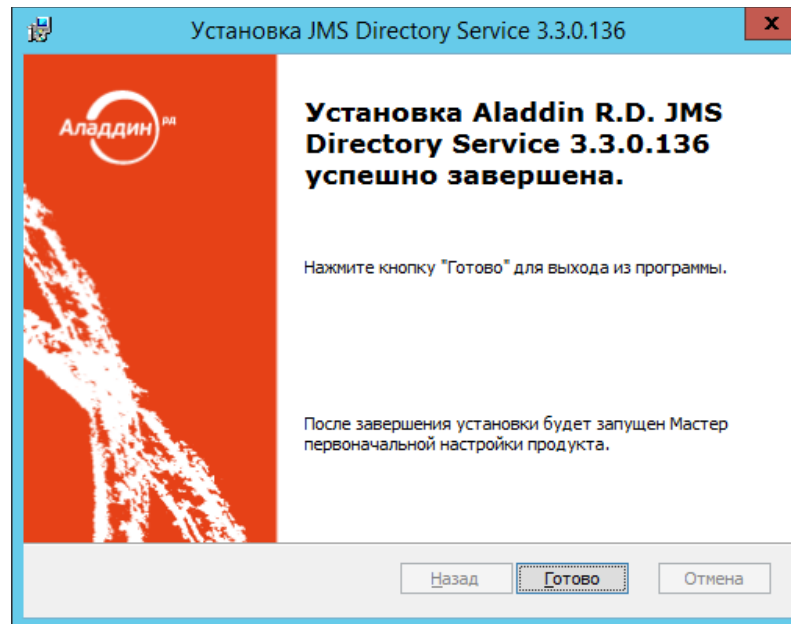 Установка JMS Directory Service 3.3.0.136
x
Аладдин РД
Установка Aladdin R.D. JMS
Directory Service 3.3.0.136
успешно завершена.
Нажмите кнопку "Готово" для выхода из программы.
После завершения установки будет запущен Мастер
первоначальной настройки продукта.
Назад Готово Отмена